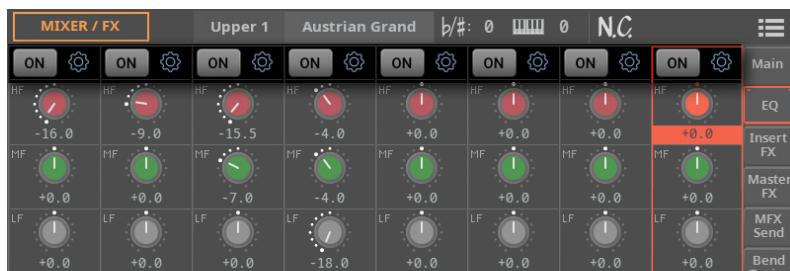 MIXER / FX Upper 1 Austrian Grand b/#: 0 0 N.C.
ON ON ON ON ON ON ON ON Main
HF HF HF HF HF HF HF HF EQ
-16.0 -9.0 -15.5 -4.0 +0.0 +0.0 +0.0 +0.0
Insert
FX
MF MF MF MF MF MF MF MF
Master
FX
+0.0 +0.0 -7.0 -4.0 +0.0 +0.0 +0.0 +0.0
LF LF LF LF LF LF LF LF MFX
Send
+0.0 +0.0 +0.0 -18.0 +0.0 +0.0 +0.0 +0.0 Bend